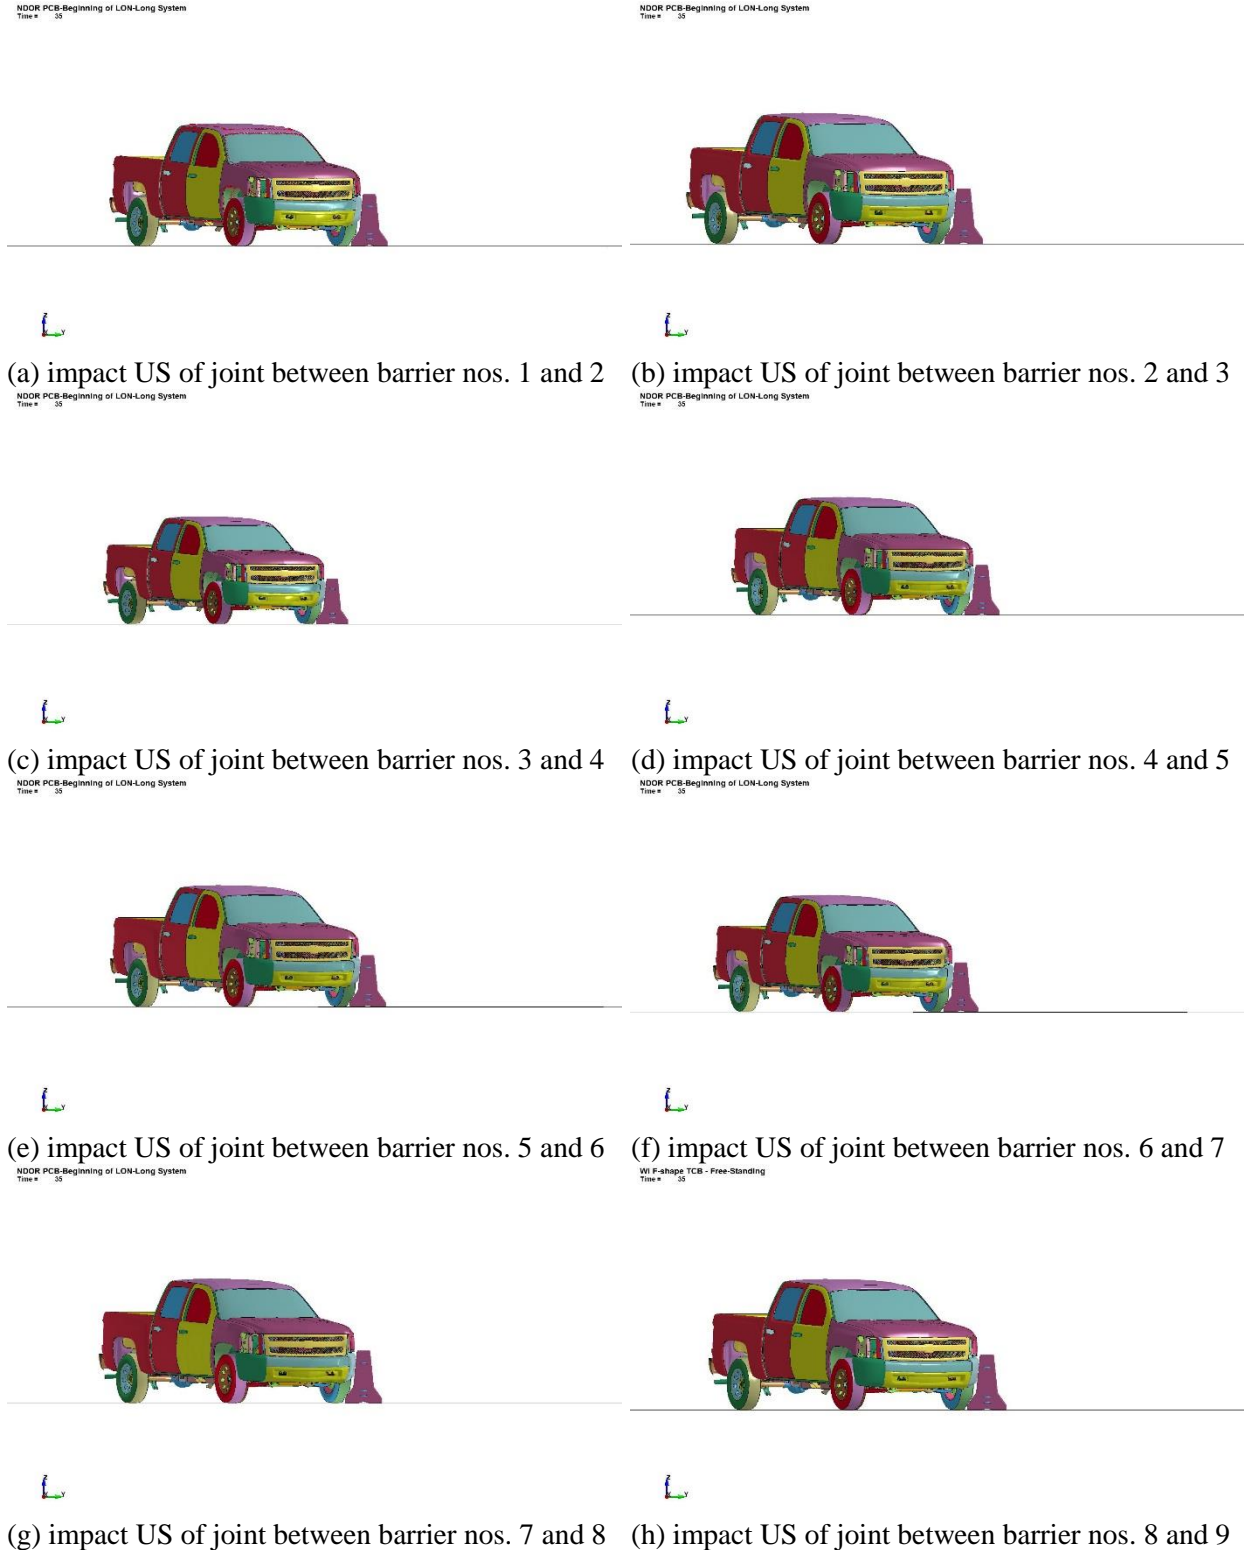 NDOR PCB-Beginning of LON-Long System
Time = 35
NDOR PCB-Beginning of LON-Long System
Time = 35
Z
X Y
Z
X Y
(a) impact US of joint between barrier nos. 1 and 2
(b) impact US of joint between barrier nos. 2 and 3
NDOR PCB-Beginning of LON-Long System
Time = 35
NDOR PCB-Beginning of LON-Long System
Time = 35
Z
X Y
Z
X Y
(c) impact US of joint between barrier nos. 3 and 4
(d) impact US of joint between barrier nos. 4 and 5
NDOR PCB-Beginning of LON-Long System
Time = 35
NDOR PCB-Beginning of LON-Long System
Time = 35
Z
X Y
Z
X Y
(e) impact US of joint between barrier nos. 5 and 6
(f) impact US of joint between barrier nos. 6 and 7
NDOR PCB-Beginning of LON-Long System
Time = 35
WI F-shape TCB - Free-Standing
Time = 35
Z
X Y
Z
X Y
(g) impact US of joint between barrier nos. 7 and 8
(h) impact US of joint between barrier nos. 8 and 9